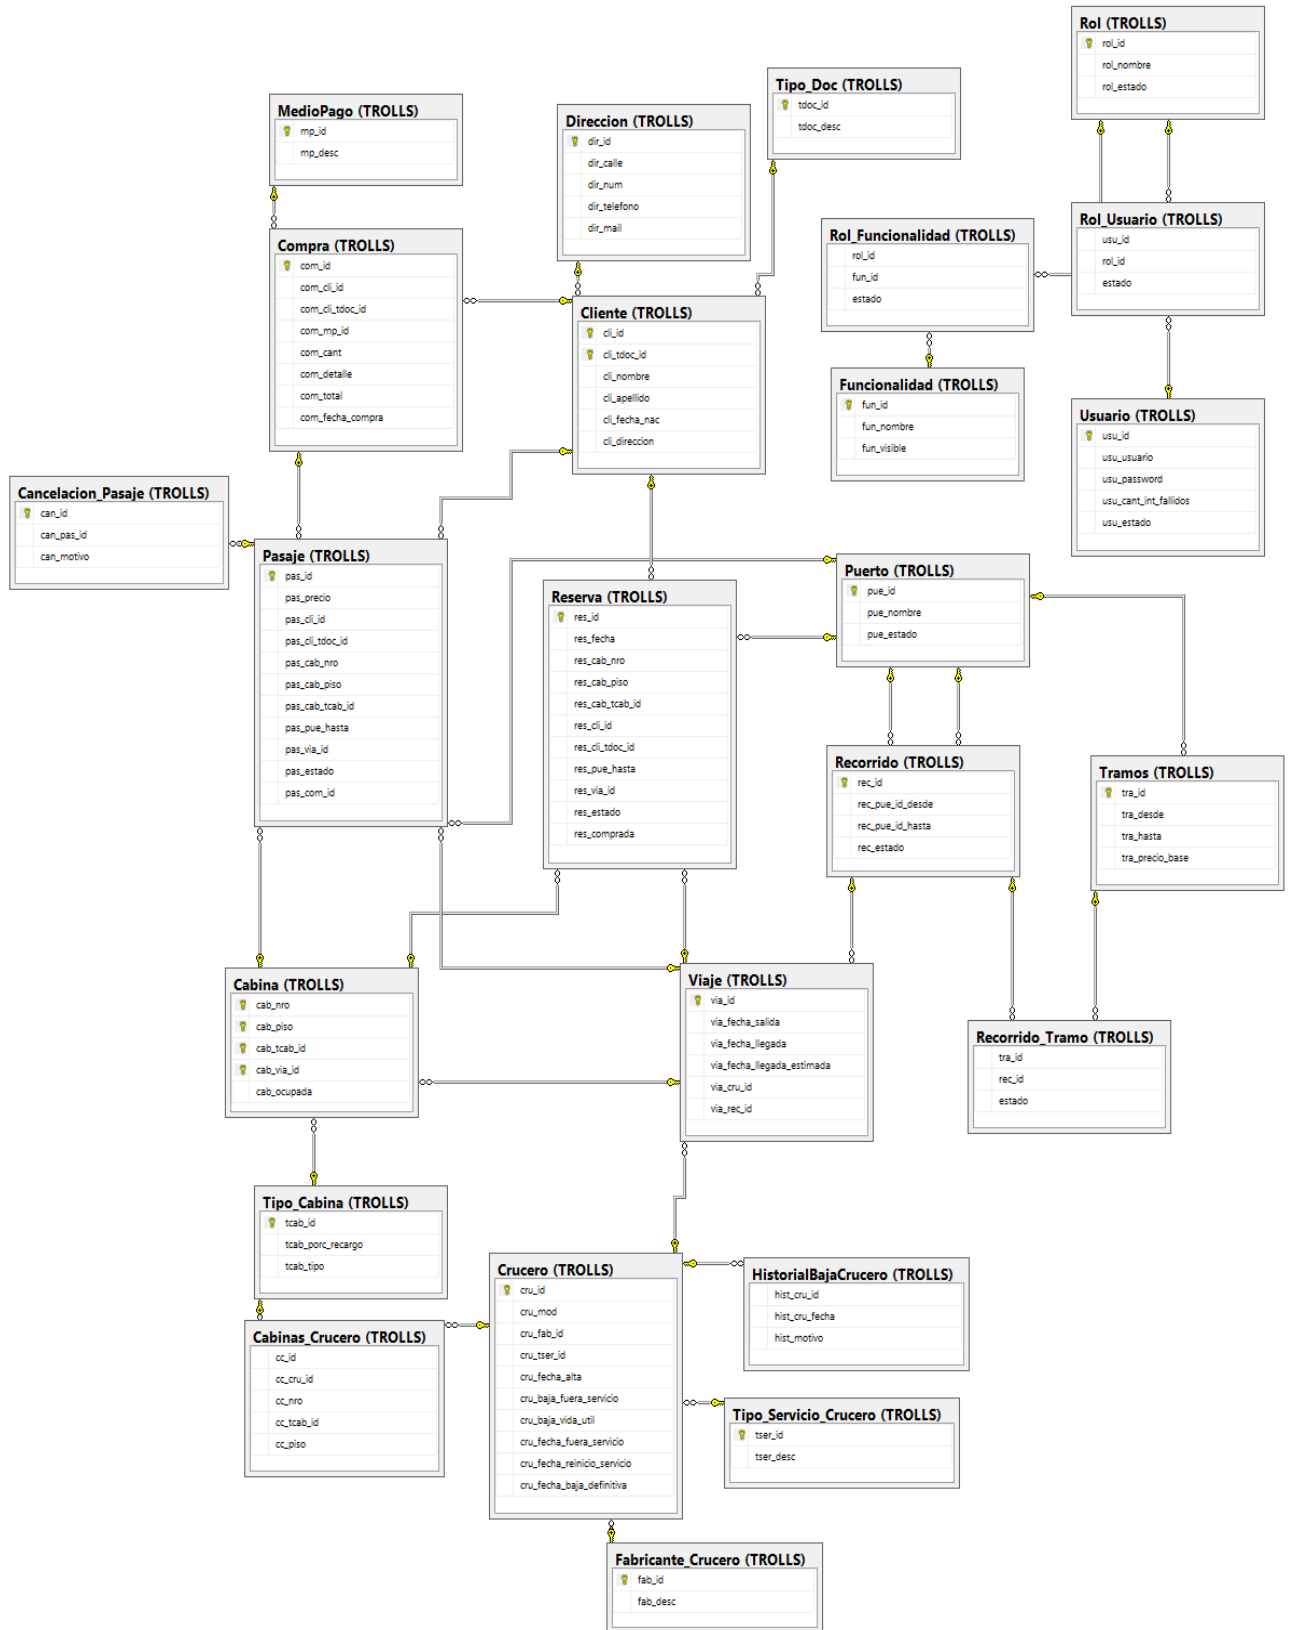 Rol (TROLLS)
rol_id
rol_nombre
rol_estado
Tipo_Doc (TROLLS)
tdoc_id
tdoc_desc
MedioPago (TROLLS)
mp_id
mp_desc
Direccion (TROLLS)
dir_id
dir_calle
dir_num
dir_telefono
dir_mail
Rol_Usuario (TROLLS)
usu_id
rol_id
estado
Rol_Funcionalidad (TROLLS)
rol_id
fun_id
estado
Compra (TROLLS)
com_id
com_cli_id
com_cli_tdoc_id
com_mp_id
com_cant
com_detalle
com_total
com_fecha_compra
Cliente (TROLLS)
cli_id
cli_tdoc_id
cli_nombre
cli_apellido
cli_fecha_nac
cli_direccion
Funcionalidad (TROLLS)
fun_id
fun_nombre
fun_visible
Usuario (TROLLS)
usu_id
usu_usuario
usu_password
usu_cant_int_fallidos
usu_estado
Cancelacion_Pasaje (TROLLS)
can_id
can_pas_id
can_motivo
Pasaje (TROLLS)
pas_id
pas_precio
pas_cli_id
pas_cli_tdoc_id
pas_cab_nro
pas_cab_piso
pas_cab_tcab_id
pas_pue_hasta
pas_via_id
pas_estado
pas_com_id
Reserva (TROLLS)
res_id
res_fecha
res_cab_nro
res_cab_piso
res_cab_tcab_id
res_cli_id
res_cli_tdoc_id
res_pue_hasta
res_via_id
res_estado
res_comprada
Puerto (TROLLS)
pue_id
pue_nombre
pue_estado
Recorrido (TROLLS)
rec_id
rec_pue_id_desde
rec_pue_id_hasta
rec_estado
Tramos (TROLLS)
tra_id
tra_desde
tra_hasta
tra_precio_base
Cabina (TROLLS)
cab_nro
cab_piso
cab_tcab_id
cab_via_id
cab_ocupada
Viaje (TROLLS)
via_id
via_fecha_salida
via_fecha_llegada
via_fecha_llegada_estimada
via_cru_id
via_rec_id
Recorrido_Tramo (TROLLS)
tra_id
rec_id
estado
Tipo_Cabina (TROLLS)
tcab_id
tcab_porc_recargo
tcab_tipo
Crucero (TROLLS)
cru_id
cru_mod
cru_fab_id
cru_tser_id
cru_fecha_alta
cru_baja_fuera_servicio
cru_baja_vida_util
cru_fecha_fuera_servicio
cru_fecha_reinicio_servicio
cru_fecha_baja_definitiva
HistorialBajaCrucero (TROLLS)
hist_cru_id
hist_cru_fecha
hist_motivo
Cabinas_Crucero (TROLLS)
cc_id
cc_cru_id
cc_nro
cc_tcab_id
cc_piso
Tipo_Servicio_Crucero (TROLLS)
tser_id
tser_desc
Fabricante_Crucero (TROLLS)
fab_id
fab_desc